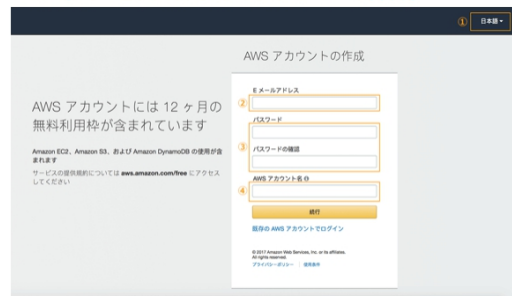 ① 日本語
AWS アカウントの作成
AWS アカウントには 12 ヶ月の
無料利用枠が含まれています
Amazon EC2、Amazon S3、および Amazon DynamoDB の使用が含
まれます
サービスの提供規約については aws.amazon.com/free にアクセス
してください
E メールアドレス
②
パスワード
③
パスワードの確認
AWS アカウント名
④
続行
既存の AWS アカウントでログイン
© 2017 Amazon Web Services, Inc. or its affiliates.
All rights reserved.
プライバシーポリシー | 使用条件